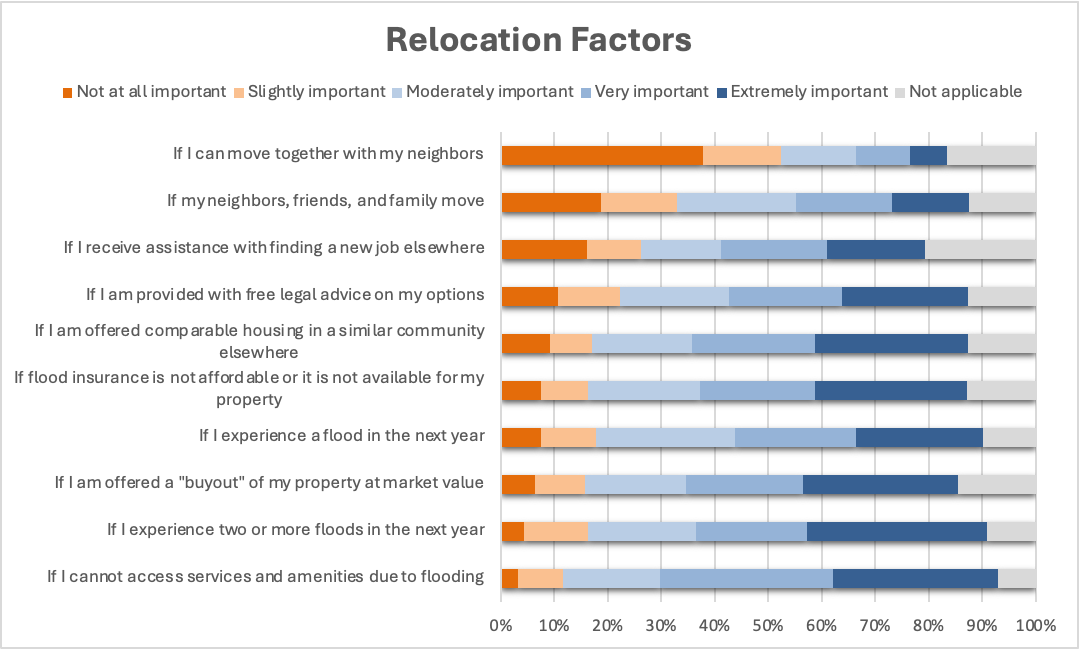 Relocation Factors
Not at all important Slightly important Moderately important Very important Extremely important Not applicable
If I can move together with my neighbors
If my neighbors, friends, and family move
If I receive assistance with finding a new job elsewhere
If I am provided with free legal advice on my options
If I am offered comparable housing in a similar community
elsewhere
If flood insurance is not affordable or it is not available for my
property
If I experience a flood in the next year
If I am offered a "buyout" of my property at market value
If I experience two or more floods in the next year
If I cannot access services and amenities due to flooding
0% 10% 20% 30% 40% 50% 60% 70% 80% 90% 100%